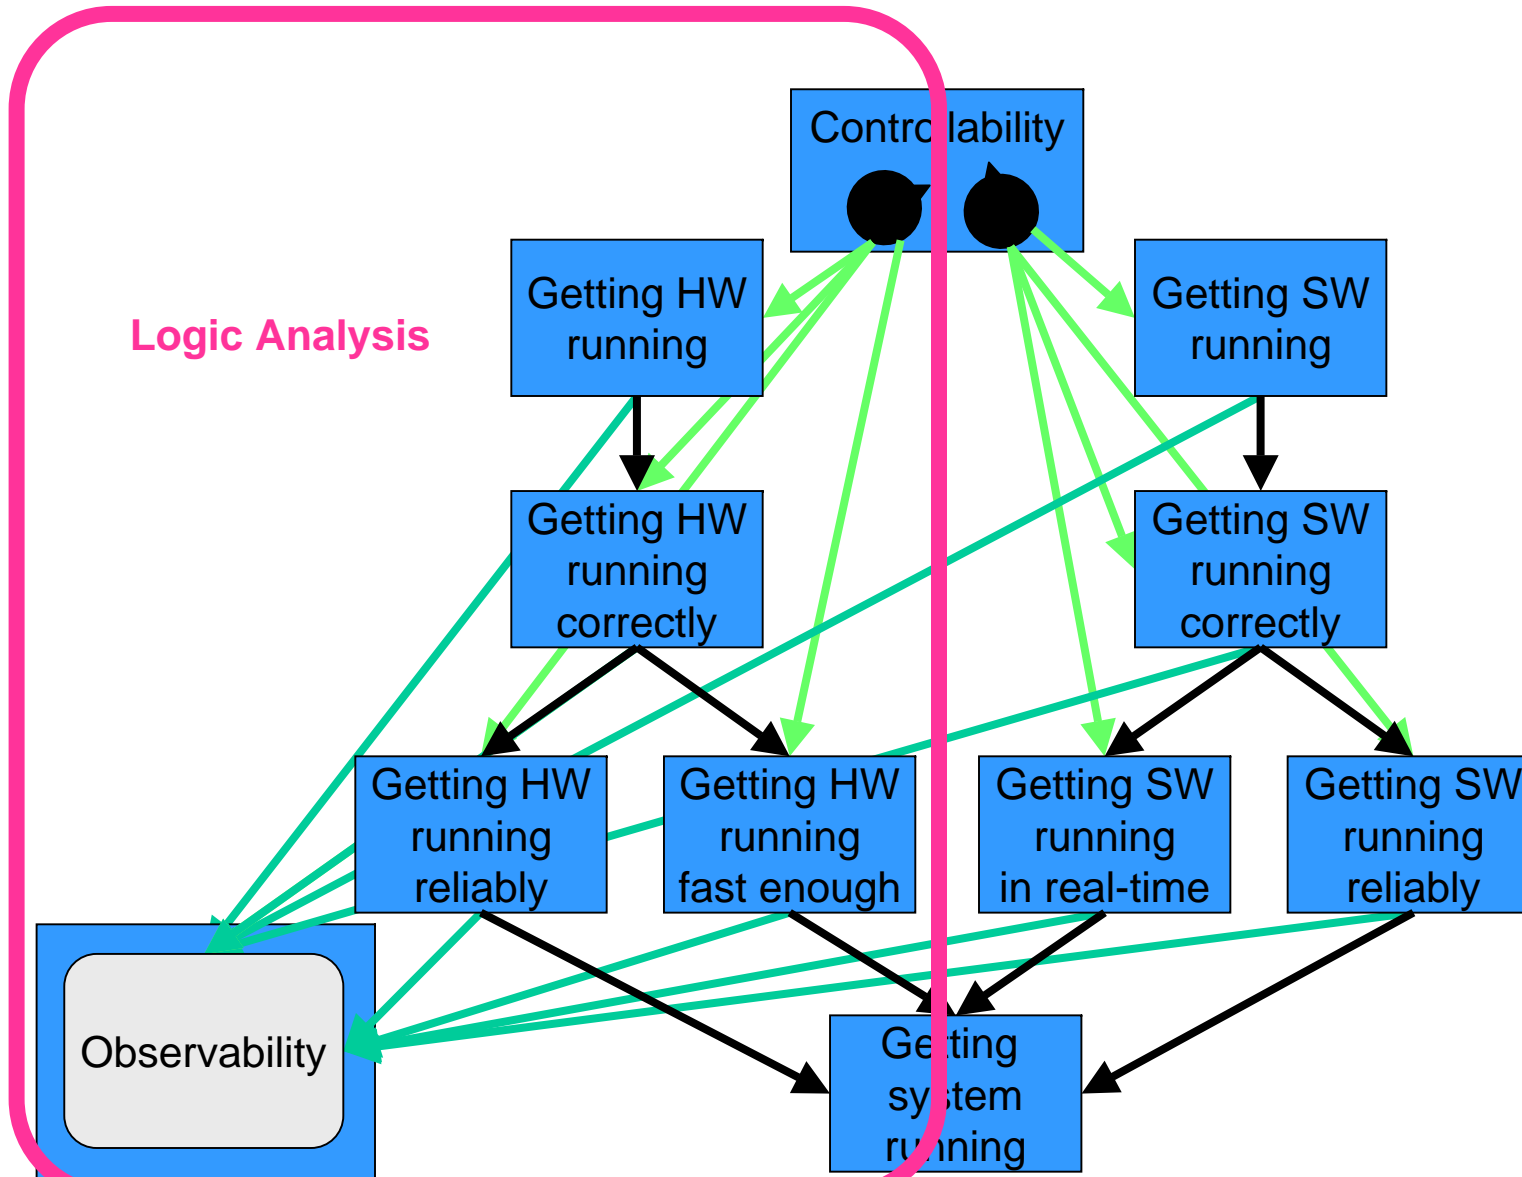 Controllability
Getting HW
running
Getting SW
running
Logic Analysis
Getting HW
running
correctly
Getting SW
running
correctly
Getting HW
running
reliably
Getting HW
running
fast enough
Getting SW
running
in real-time
Getting SW
running
reliably
Observability
Getting
system
running